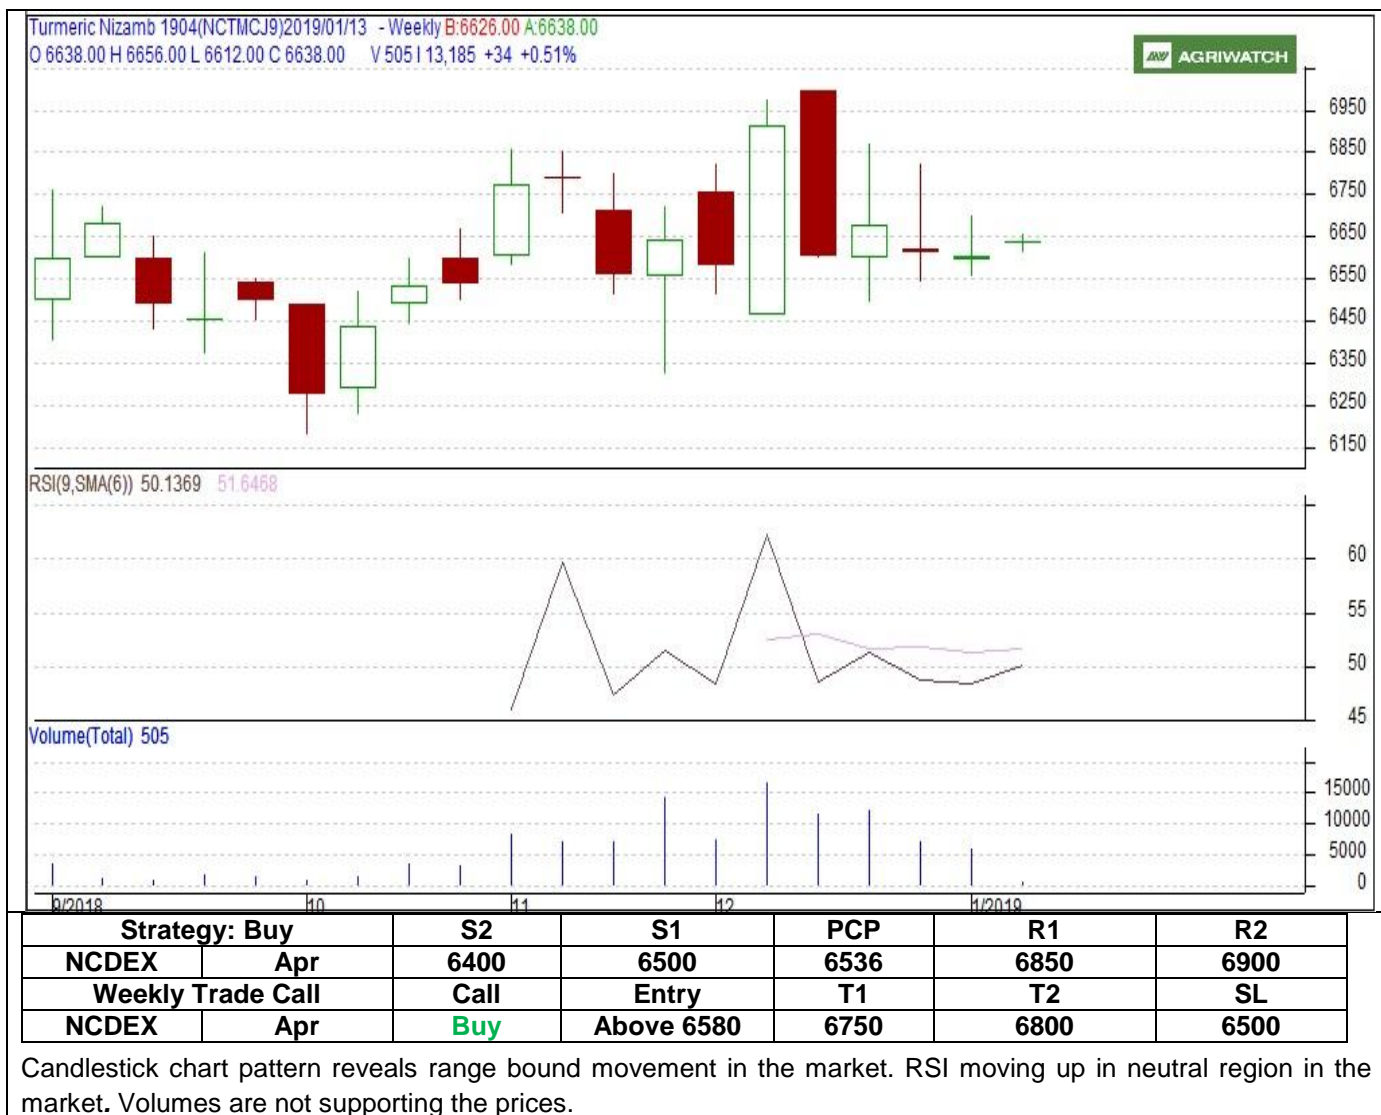 Turmeric Nizamb 1904(NCTMCJ9)2019/01/13 - Weekly B:6626.00 A:6638.00
O 6638.00 H 6656.00 L 6612.00 C 6638.00 V 505 I 13,185 +34 +0.51%
AW AGRIWATCH
6950
6850
6750
6650
6550
6450
6350
6250
6150
RSI(9,SMA(6)) 50.1369 51.6468
60
55
50
45
Volume(Total) 505
15000
10000
5000
0
9/2018 10 11 12 1/2019
Strategy: Buy S2 S1 PCP R1 R2
NCDEX Apr 6400 6500 6536 6850 6900
Weekly Trade Call Call Entry T1 T2 SL
NCDEX Apr Buy Above 6580 6750 6800 6500
Candlestick chart pattern reveals range bound movement in the market. RSI moving up in neutral region in the
market. Volumes are not supporting the prices.